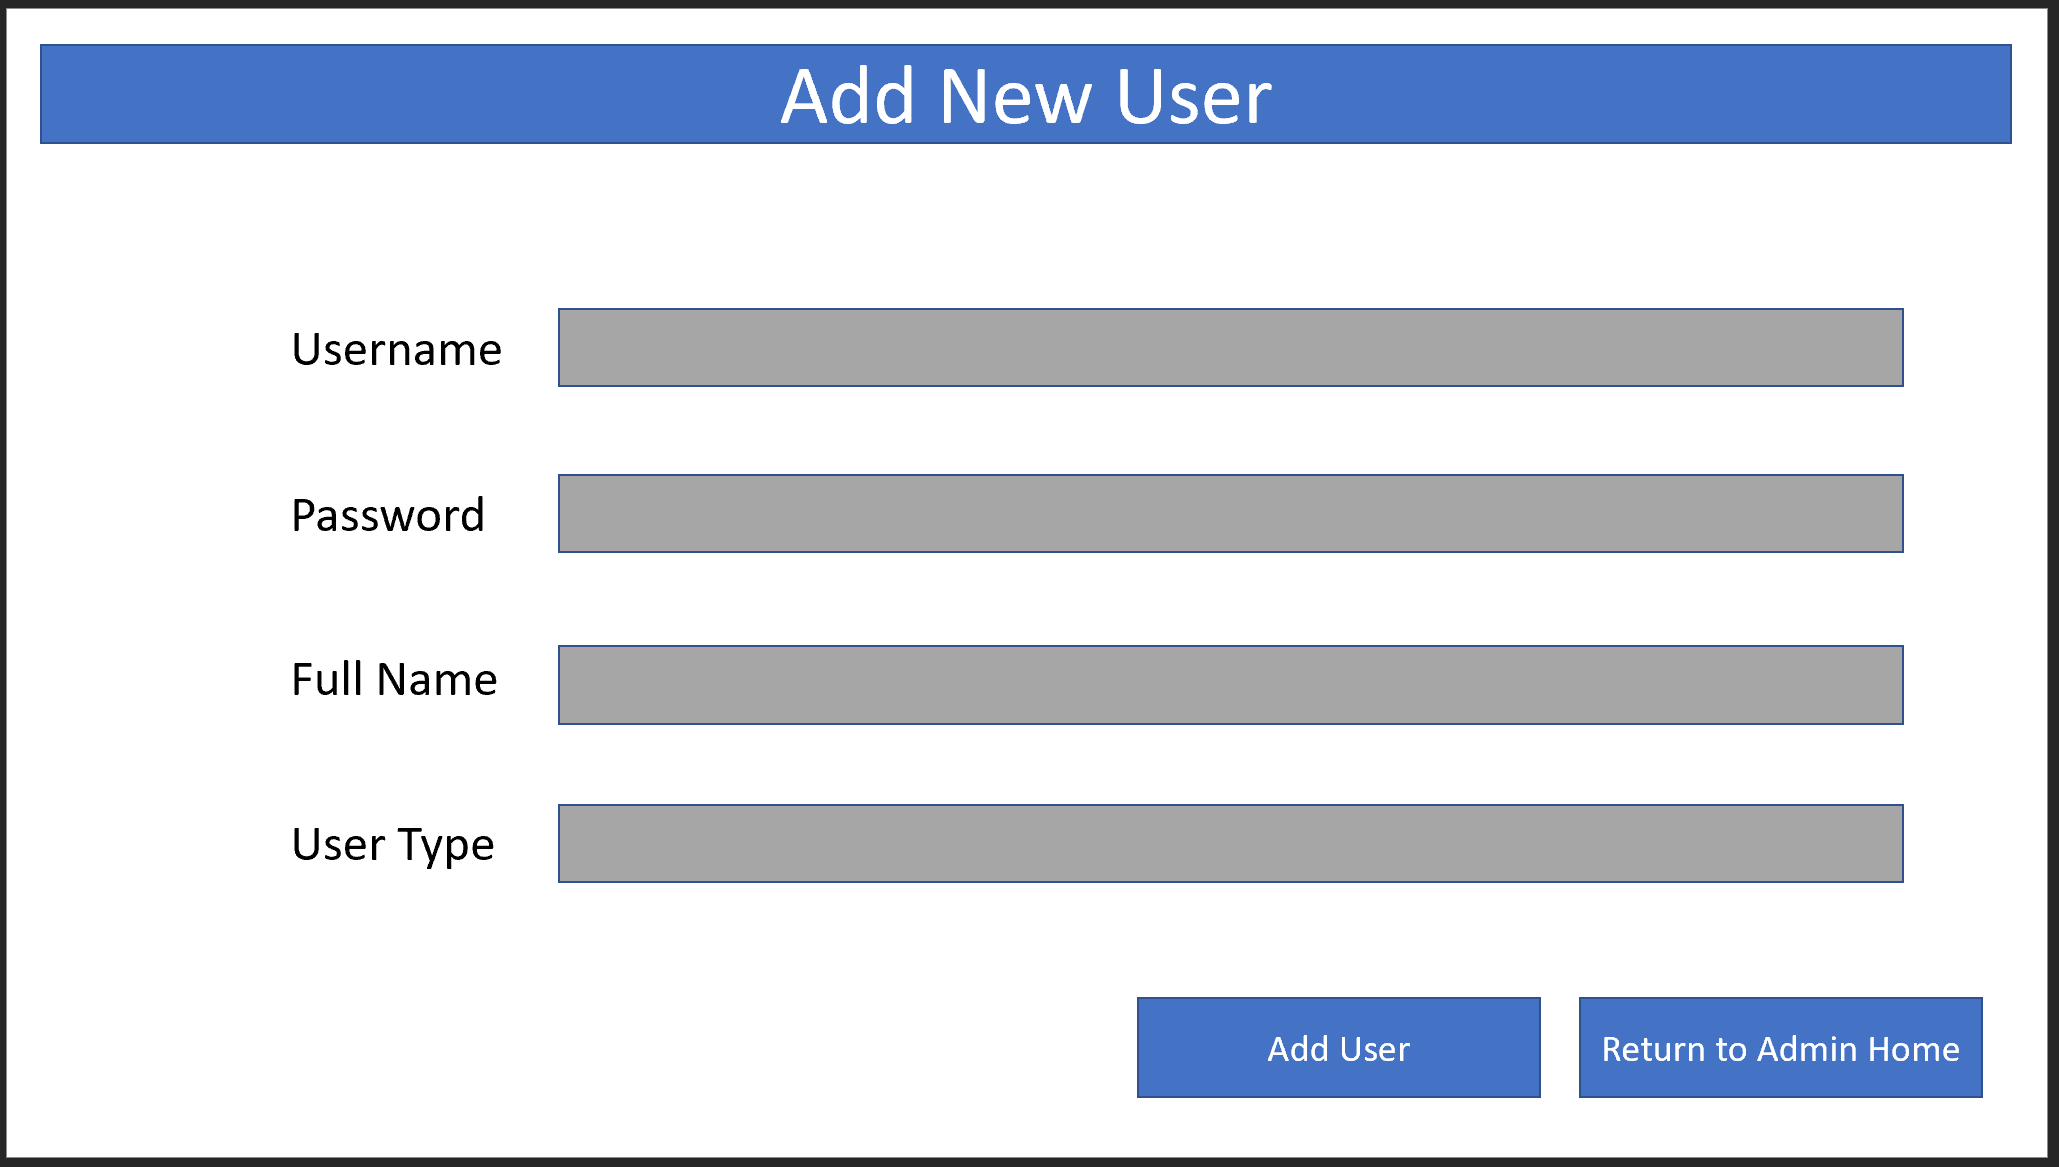 Add New User
Username
Password
Full Name
User Type
Add User
Return to Admin Home